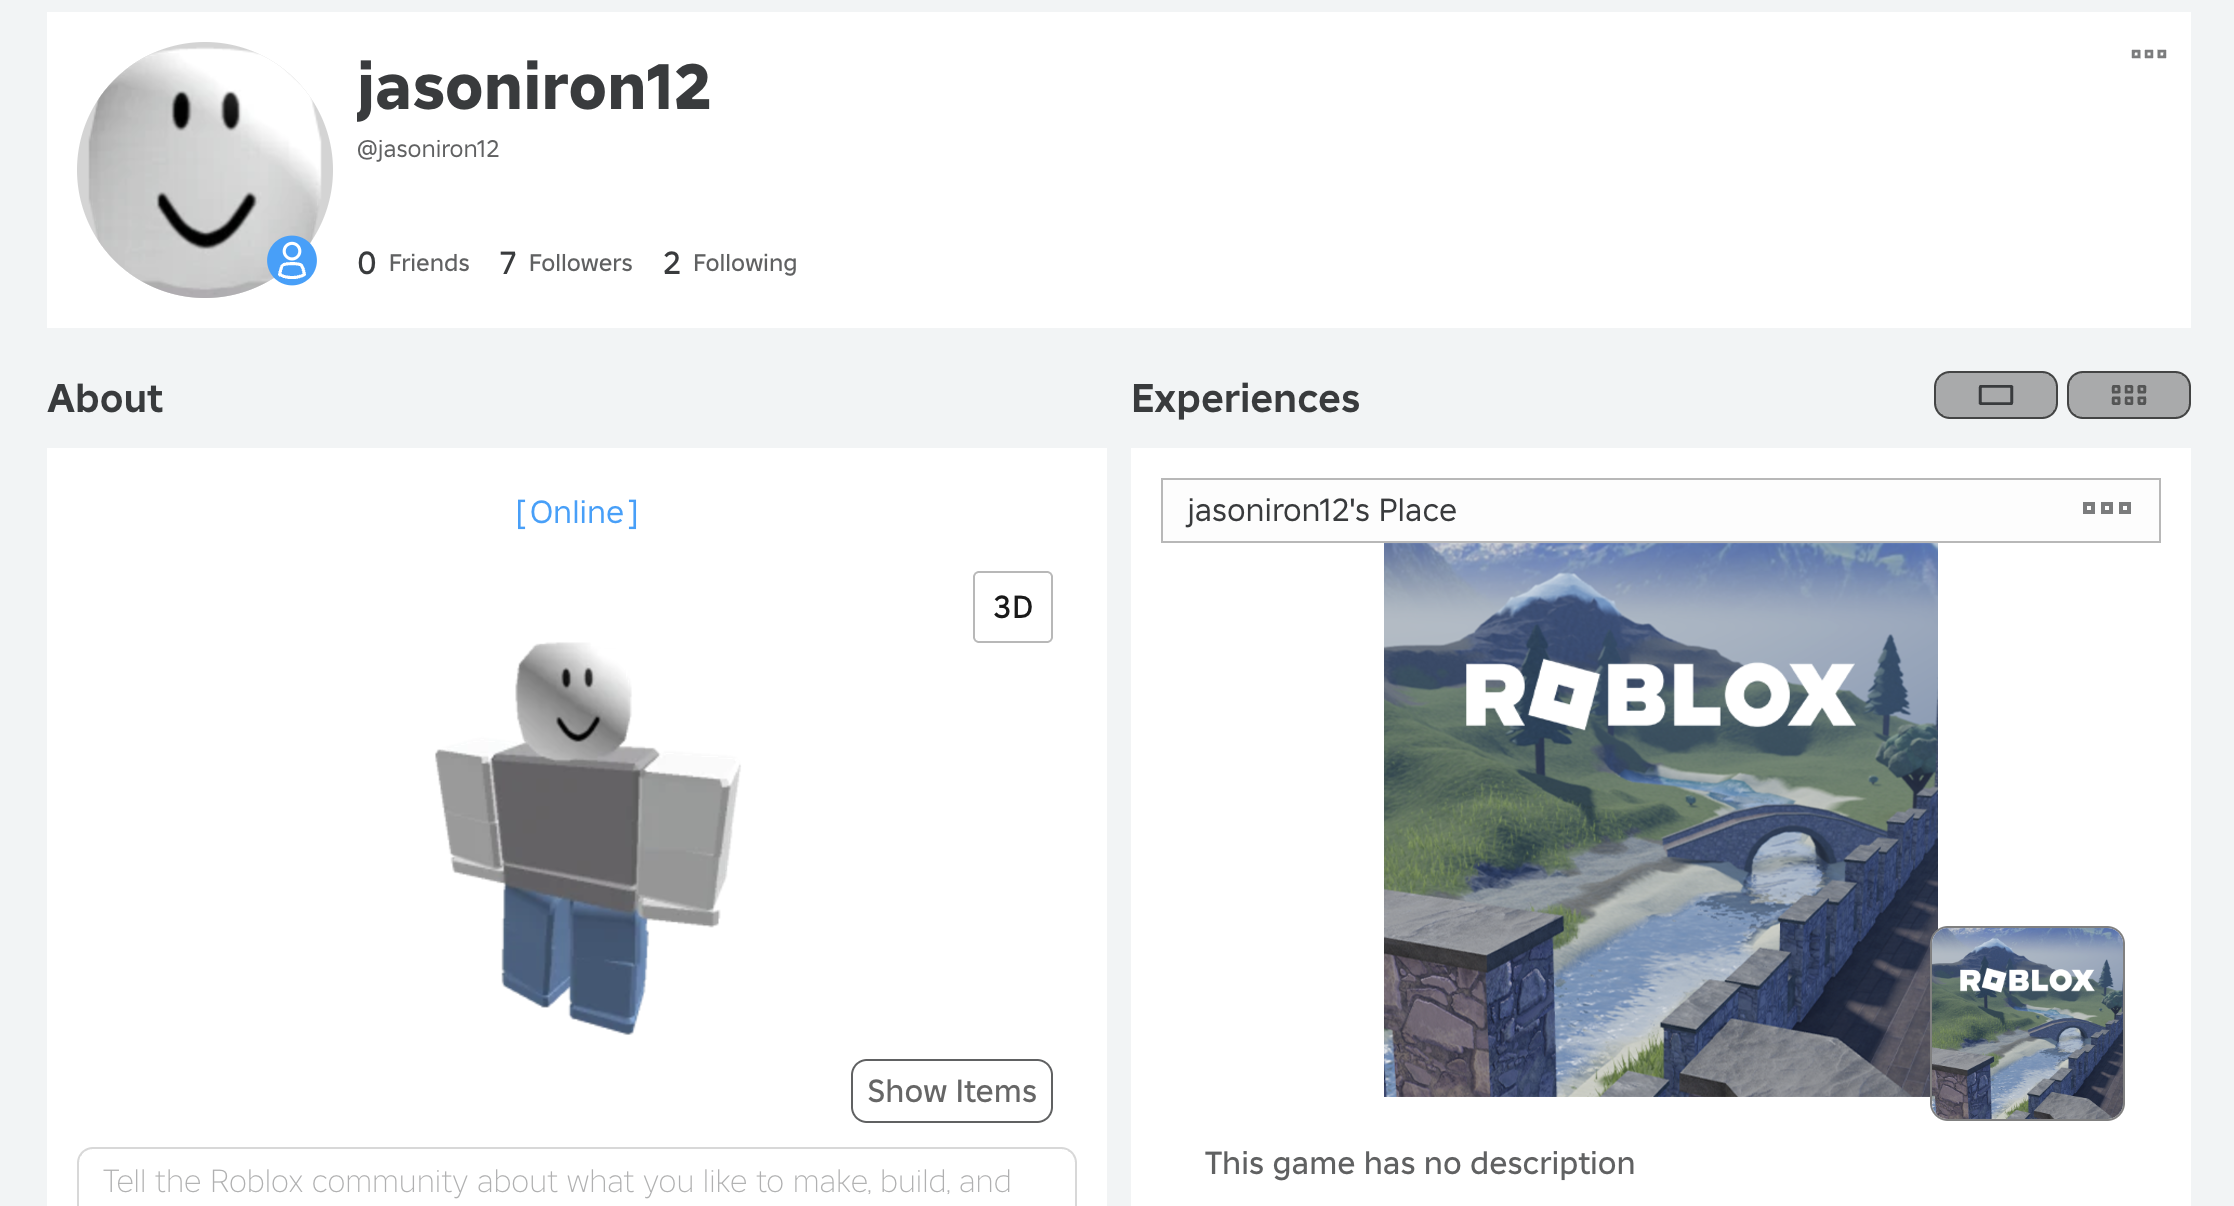 jasoniron12
@jasoniron12
0 Friends 7 Followers 2 Following
About
[ Online ]
3D
Show Items
Tell the Roblox community about what you like to make, build, and
Experiences
jasoniron12's Place
ROBLOX
ROBLOX
This game has no description